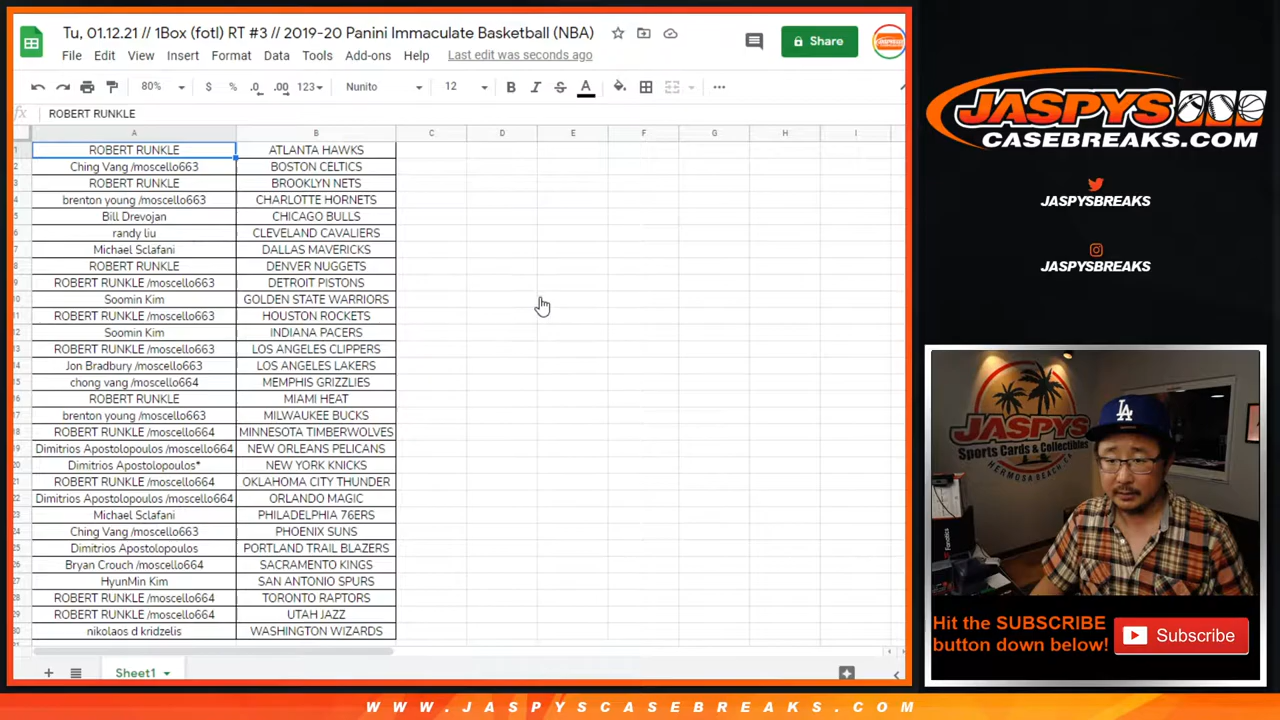 Tu, 01.12.21 // 1Box (fotl) RT #3 // 2019-20 Panini Immaculate Basketball (NBA)
File Edit View Insert Format Data Tools Add-ons Help Last edit was seconds ago
Share
80% $ % .0 .00 123 Nunito 12 B I S A
fx ROBERT RUNKLE
A B C D E F G H I
1 ROBERT RUNKLE ATLANTA HAWKS
2 Ching Vang /moscello663 BOSTON CELTICS
3 ROBERT RUNKLE BROOKLYN NETS
4 brenton young /moscello663 CHARLOTTE HORNETS
5 Bill Drevojan CHICAGO BULLS
6 randy liu CLEVELAND CAVALIERS
7 Michael Sclafani DALLAS MAVERICKS
8 ROBERT RUNKLE DENVER NUGGETS
9 ROBERT RUNKLE /moscello663 DETROIT PISTONS
10 Soomin Kim GOLDEN STATE WARRIORS
11 ROBERT RUNKLE /moscello663 HOUSTON ROCKETS
12 Soomin Kim INDIANA PACERS
13 ROBERT RUNKLE /moscello663 LOS ANGELES CLIPPERS
14 Jon Bradbury /moscello663 LOS ANGELES LAKERS
15 chong vang /moscello664 MEMPHIS GRIZZLIES
16 ROBERT RUNKLE MIAMI HEAT
17 brenton young /moscello663 MILWAUKEE BUCKS
18 ROBERT RUNKLE /moscello664 MINNESOTA TIMBERWOLVES
19 Dimitrios Apostolopoulos /moscello664 NEW ORLEANS PELICANS
20 Dimitrios Apostolopoulos* NEW YORK KNICKS
21 ROBERT RUNKLE /moscello664 OKLAHOMA CITY THUNDER
22 Dimitrios Apostolopoulos /moscello664 ORLANDO MAGIC
23 Michael Sclafani PHILADELPHIA 76ERS
24 Ching Vang /moscello663 PHOENIX SUNS
25 Dimitrios Apostolopoulos PORTLAND TRAIL BLAZERS
26 Bryan Crouch /moscello664 SACRAMENTO KINGS
27 HyunMin Kim SAN ANTONIO SPURS
28 ROBERT RUNKLE /moscello664 TORONTO RAPTORS
29 ROBERT RUNKLE /moscello664 UTAH JAZZ
30 nikolaos d kridzelis WASHINGTON WIZARDS
Sheet1
JASPYS
CASEBREAKS.COM
JASPYSBREAKS
JASPYSBREAKS
JASPYS
Sports Cards & Collectibles
HERMOSA BEACH, CA
LA
Fanatics
Hit the SUBSCRIBE
button down below!
Subscribe
WWW.JASPYSCASEBREAKS.COM